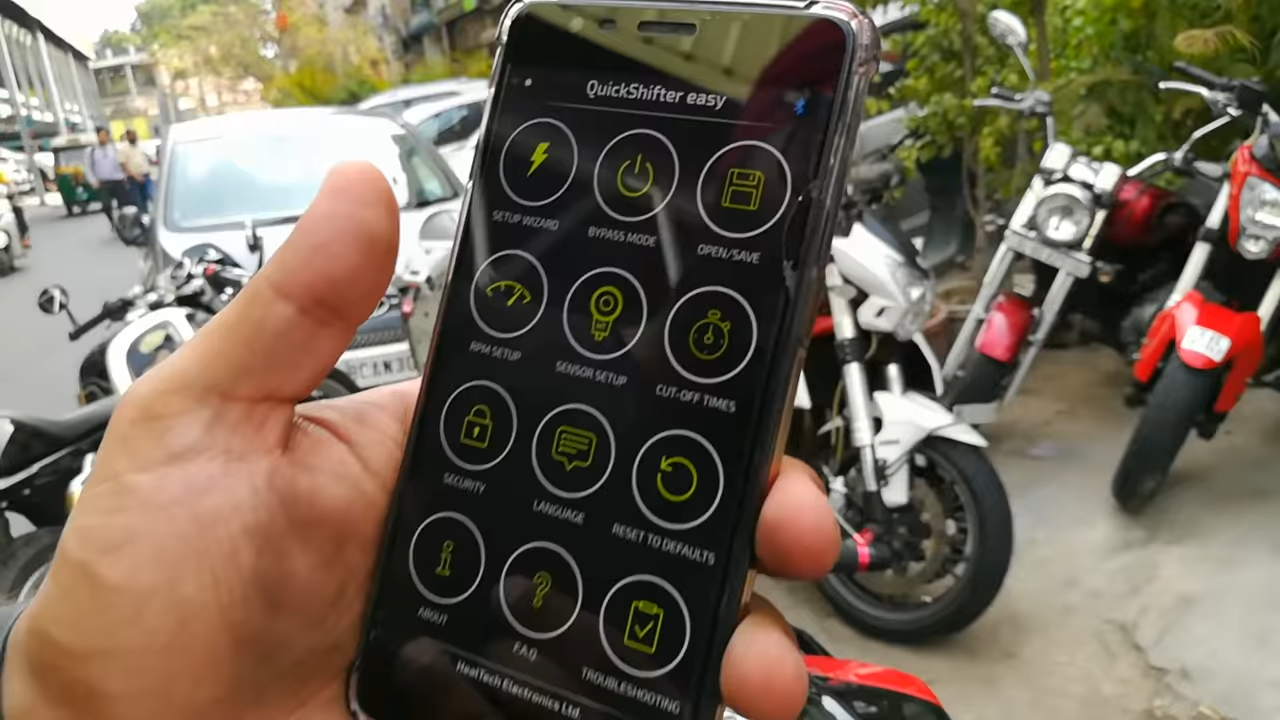 QuickShifter easy
SETUP WIZARD
BYPASS MODE
OPEN/SAVE
RPM SETUP
SENSOR SETUP
CUT-OFF TIMES
SECURITY
LANGUAGE
RESET TO DEFAULTS
ABOUT
F.A.Q
TROUBLESHOOTING
HealTech Electronics Ltd.